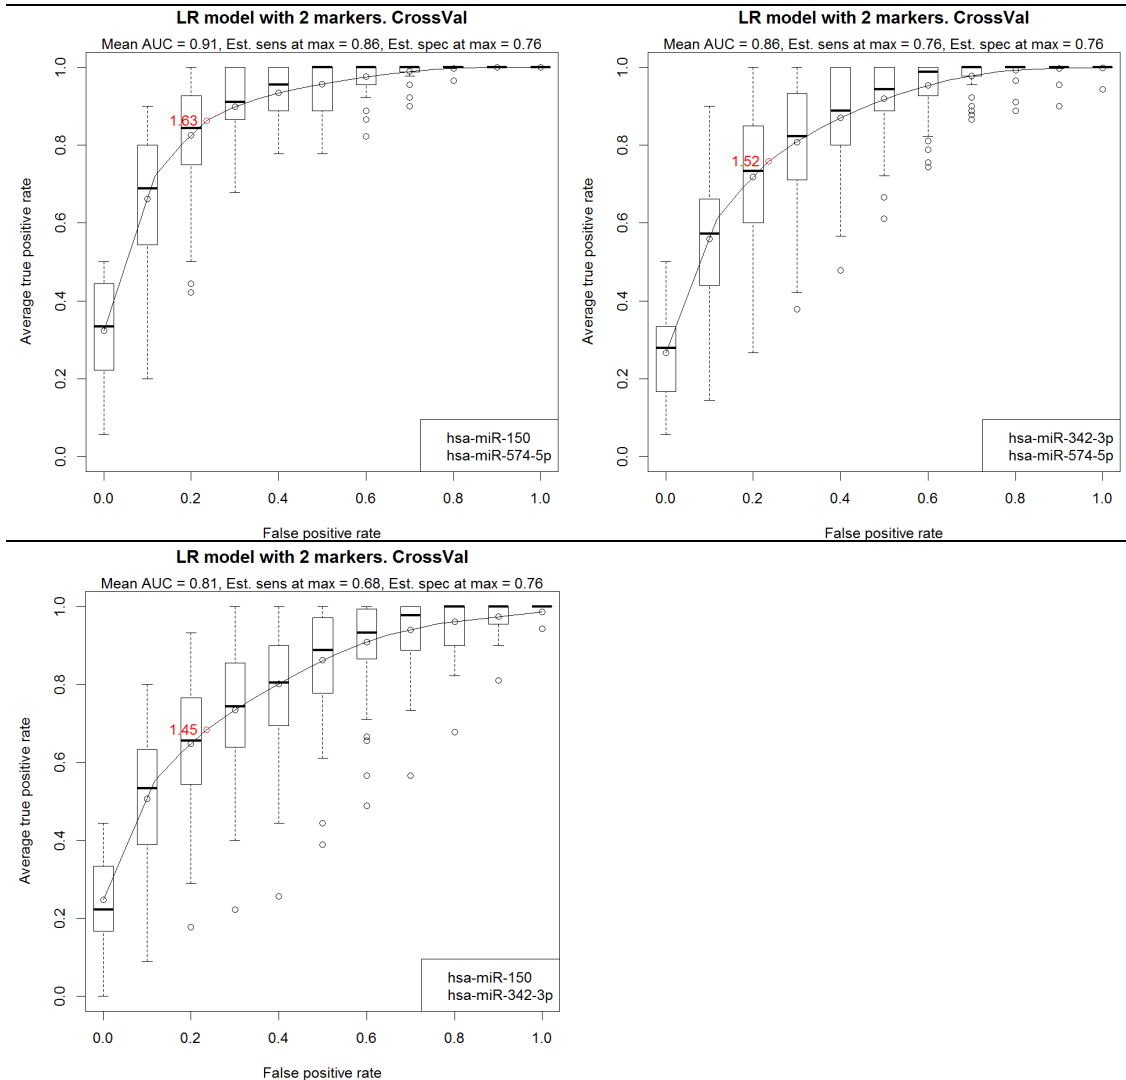 LR model with 2 markers. CrossVal
Mean AUC = 0.91, Est. sens at max = 0.86, Est. spec at max = 0.76
Average true positive rate
1.0
0.8
0.6
0.4
0.2
0.0
1.63
hsa-miR-150
hsa-miR-574-5p
0.0 0.2 0.4 0.6 0.8 1.0
False positive rate
LR model with 2 markers. CrossVal
Mean AUC = 0.86, Est. sens at max = 0.76, Est. spec at max = 0.76
Average true positive rate
1.0
0.8
0.6
0.4
0.2
0.0
1.52
hsa-miR-342-3p
hsa-miR-574-5p
0.0 0.2 0.4 0.6 0.8 1.0
False positive rate
LR model with 2 markers. CrossVal
Mean AUC = 0.81, Est. sens at max = 0.68, Est. spec at max = 0.76
Average true positive rate
1.0
0.8
0.6
0.4
0.2
0.0
1.45
hsa-miR-150
hsa-miR-342-3p
0.0 0.2 0.4 0.6 0.8 1.0
False positive rate